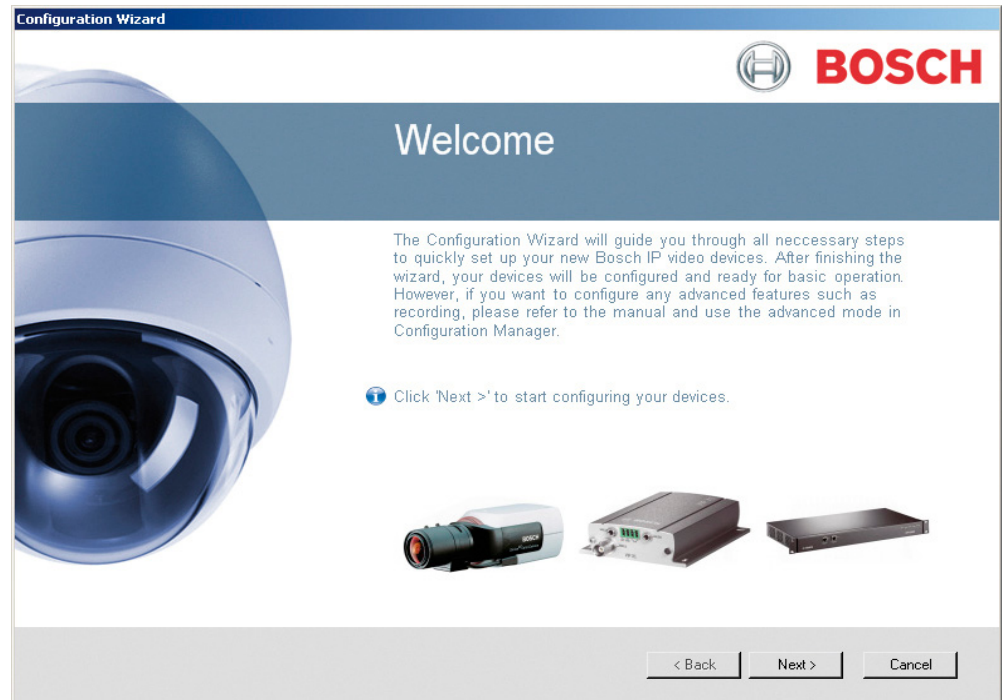 Configuration Wizard
BOSCH
Welcome
The Configuration Wizard will guide you through all neccessary steps
to quickly set up your new Bosch IP video devices. After finishing the
wizard, your devices will be configured and ready for basic operation.
However, if you want to configure any advanced features such as
recording, please refer to the manual and use the advanced mode in
Configuration Manager.
Click 'Next >' to start configuring your devices.
BOSCH
BOSCH
< Back
Next >
Cancel